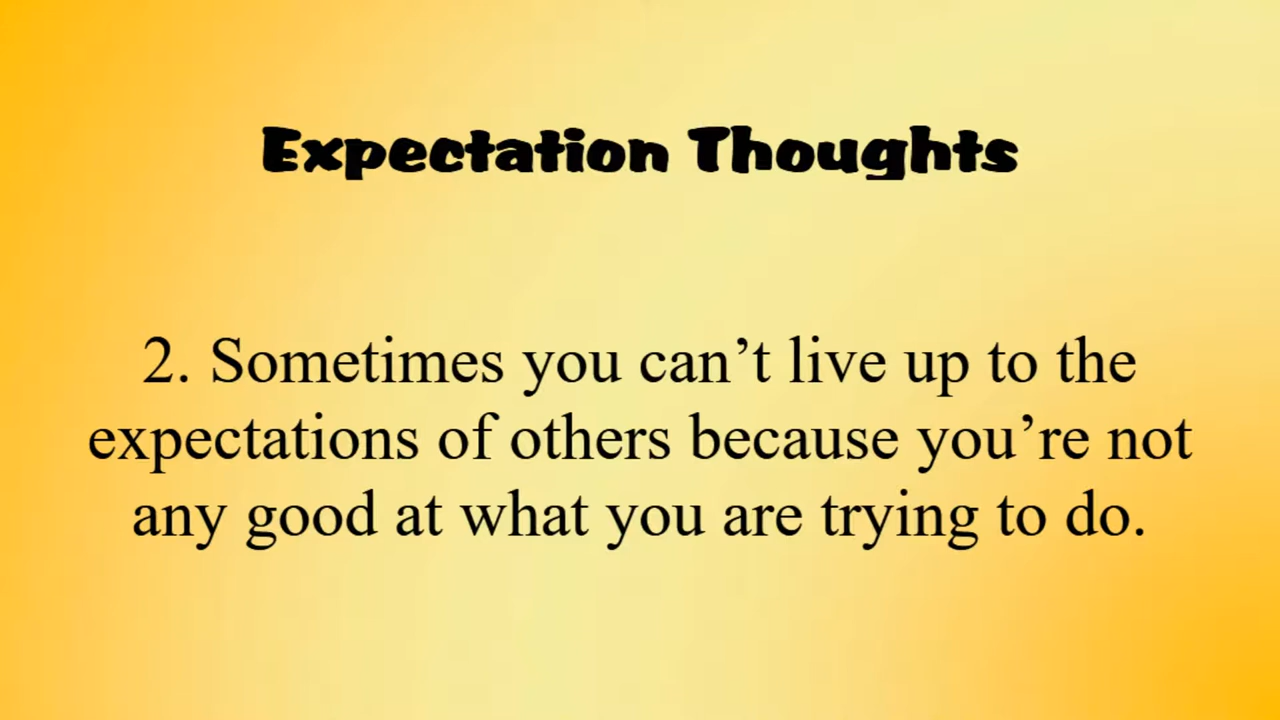 Expectation Thoughts
2. Sometimes you can’t live up to the
expectations of others because you’re not
any good at what you are trying to do.